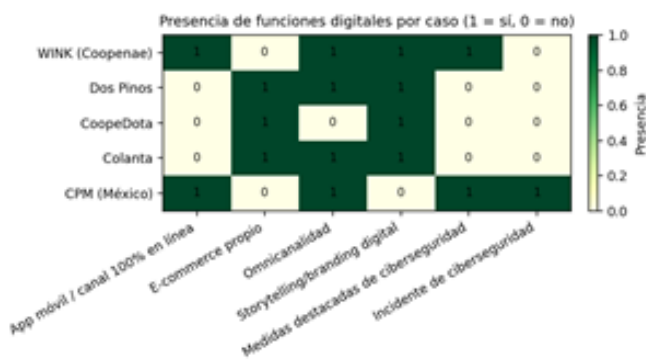 Presencia de funciones digitales por caso (1 = sí, 0 = no)
WINK (Coopenae) 1 0 1 1 1 0
Dos Pinos 0 1 1 1 0 0
CoopeDota 0 1 0 1 0 0
Colanta 0 1 1 1 0 0
CPM (México) 1 0 1 0 1 1
App móvil / canal 100% en línea
E-commerce propio
Omnicanalidad
Storytelling/branding digital
Medidas destacadas de ciberseguridad
Incidente de ciberseguridad
1.0
0.8
0.6
0.4
0.2
0.0
Presencia